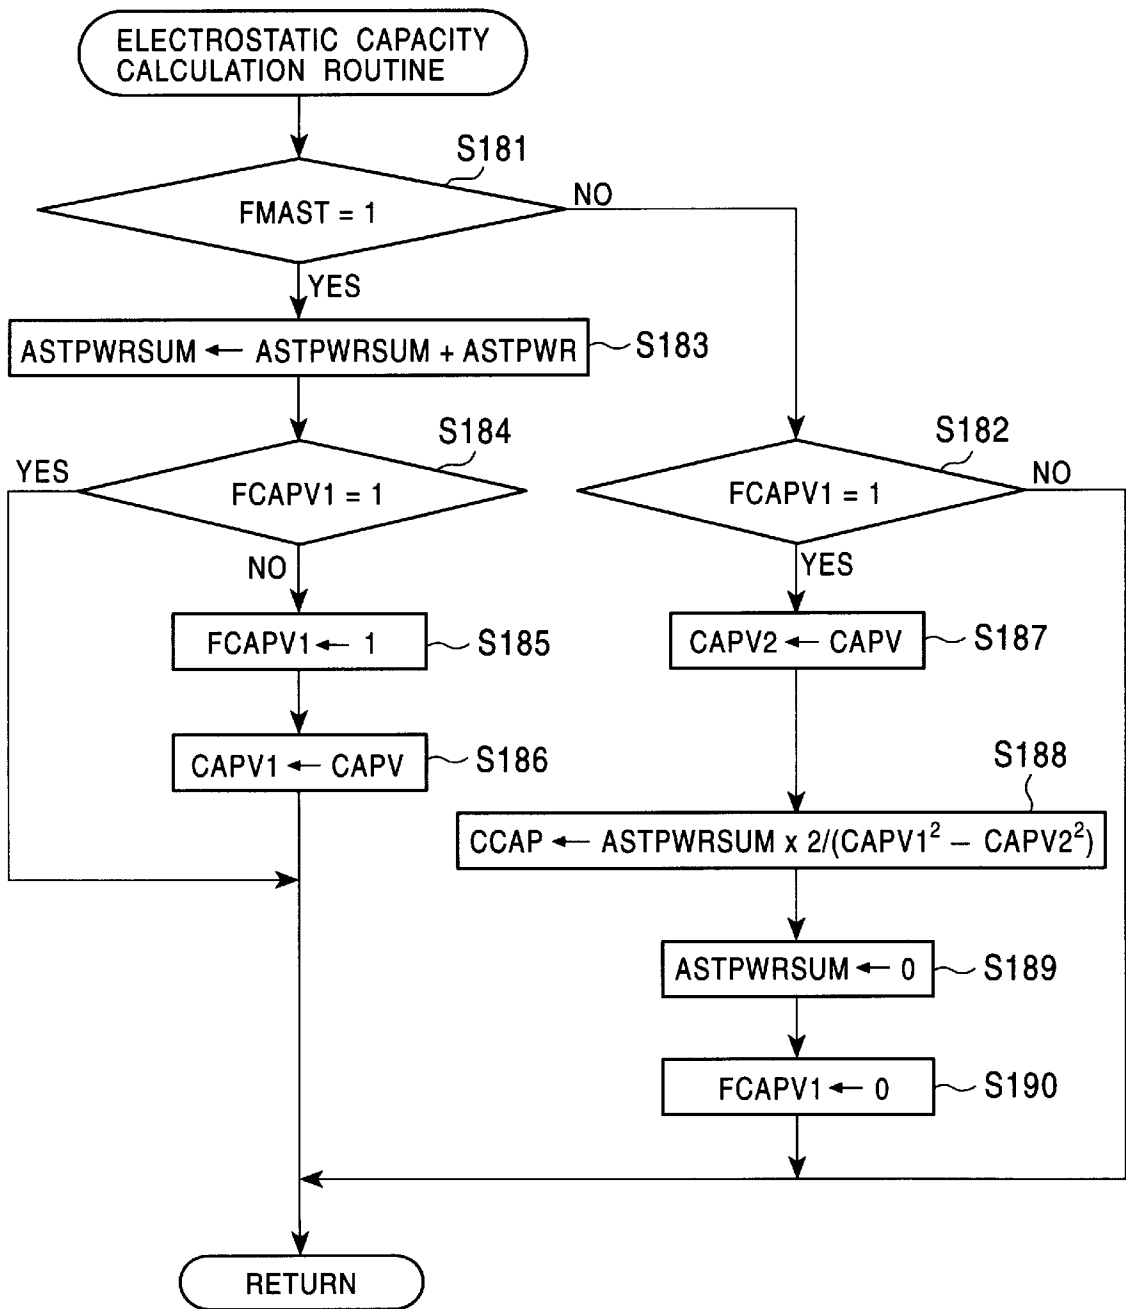 ELECTROSTATIC CAPACITY
CALCULATION ROUTINE
S181
FMAST = 1
NO
YES
ASTPWRSUM ← ASTPWRSUM + ASTPWR
S183
S184
YES
FCAPV1 = 1
NO
S182
FCAPV1 = 1
NO
YES
FCAPV1 ← 1
S185
CAPV2 ← CAPV
S187
CAPV1 ← CAPV
S186
S188
CCAP ← ASTPWRSUM x 2/(CAPV1² − CAPV2²)
ASTPWRSUM ← 0
S189
FCAPV1 ← 0
S190
RETURN